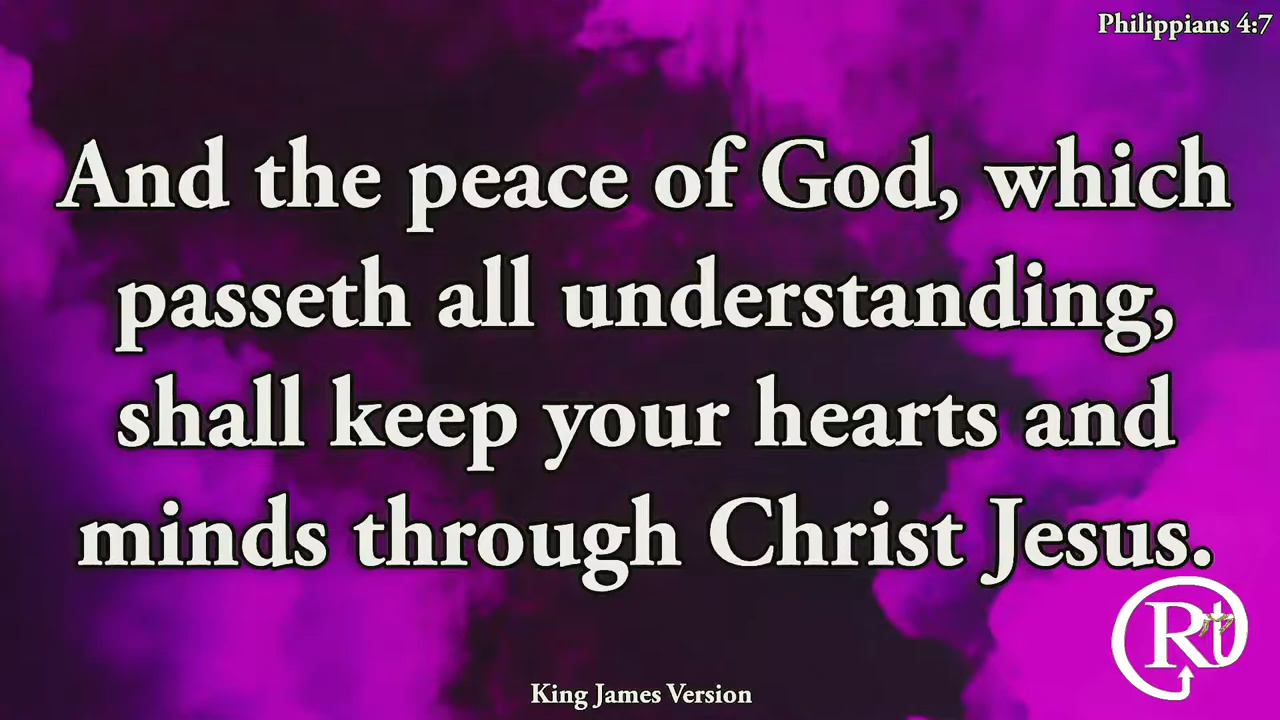 Philippians 4:7
And the peace of God, which
passeth all understanding,
shall keep your hearts and
minds through Christ Jesus.
Rt
King James Version